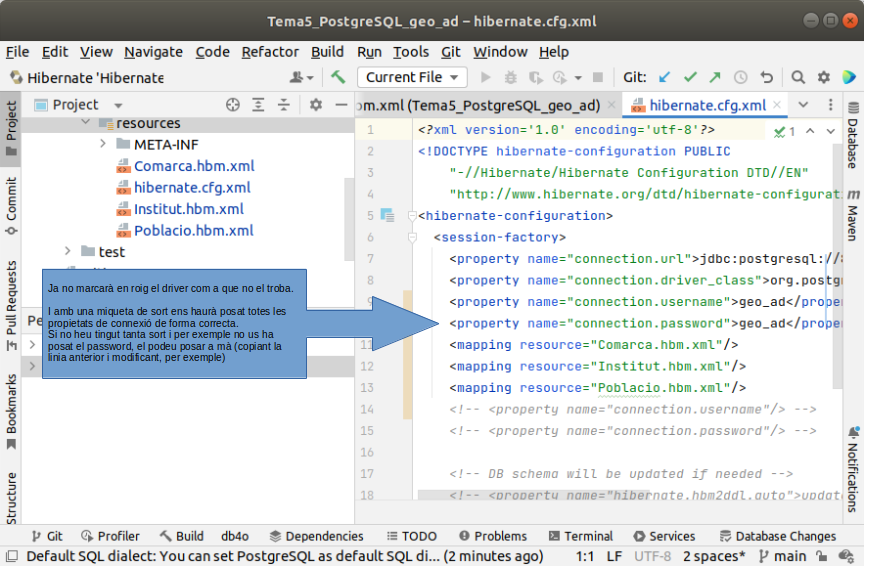 Tema5_PostgreSQL_geo_ad – hibernate.cfg.xml
File Edit View Navigate Code Refactor Build Run Tools Git Window Help
Hibernate 'Hibernate
Current File
Git:
Project
om.xml (Tema5_PostgreSQL_geo_ad)
hibernate.cfg.xml
Project
Commit
Pull Requests
Bookmarks
Structure
resources
META-INF
Comarca.hbm.xml
hibernate.cfg.xml
Institut.hbm.xml
Poblacio.hbm.xml
test
Pe
Ja no marcarà en roig el driver com a que no el troba.
I amb una miqueta de sort ens haurà posat totes les
propietats de connexió de forma correcta.
Si no heu tingut tanta sort i per exemple no us ha
posat el password, el podeu posar a mà (copiant la
línia anterior i modificant, per exemple)
1 <?xml version='1.0' encoding='utf-8'?>
1
2 <!DOCTYPE hibernate-configuration PUBLIC
3 "-//Hibernate/Hibernate Configuration DTD//EN"
4 "http://www.hibernate.org/dtd/hibernate-configurat
5 <hibernate-configuration>
6 <session-factory>
7 <property name="connection.url">jdbc:postgresql://
8 <property name="connection.driver_class">org.postg
9 <property name="connection.username">geo_ad</prope
<property name="connection.password">geo_ad</prope
11 <mapping resource="Comarca.hbm.xml"/>
12 <mapping resource="Institut.hbm.xml"/>
13 <mapping resource="Poblacio.hbm.xml"/>
14 <!-- <property name="connection.username"/> -->
15 <!-- <property name="connection.password"/> -->
16
17 <!-- DB schema will be updated if needed -->
18 <!-- <property name="hibernate.hbm2ddl.auto">updat
Database
Maven
Notifications
Git Profiler Build db4o Dependencies TODO Problems Terminal Services Database Changes
Default SQL dialect: You can set PostgreSQL as default SQL di... (2 minutes ago) 1:1 LF UTF-8 2 spaces* main